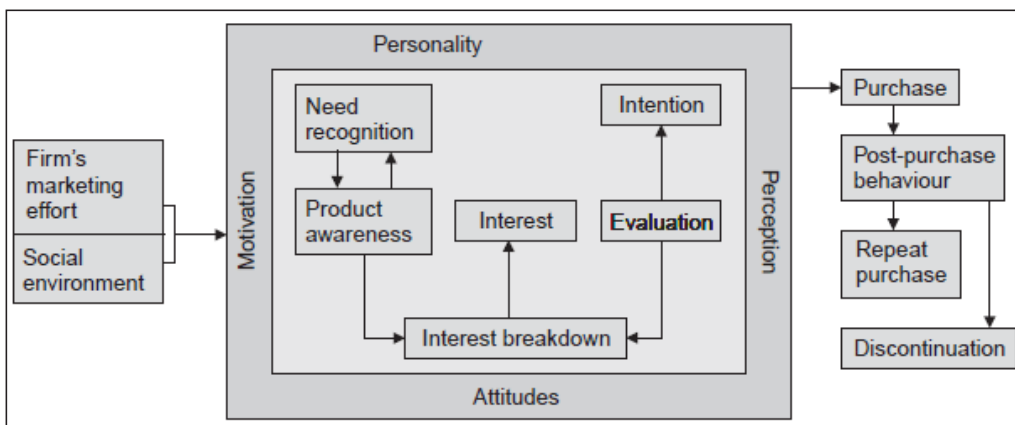 Personality
Need
recognition
Intention
Purchase
Firm's
marketing
effort
Social
environment
Motivation
Product
awareness
Interest
Evaluation
Perception
Post-purchase
behaviour
Repeat
purchase
Interest breakdown
Discontinuation
Attitudes